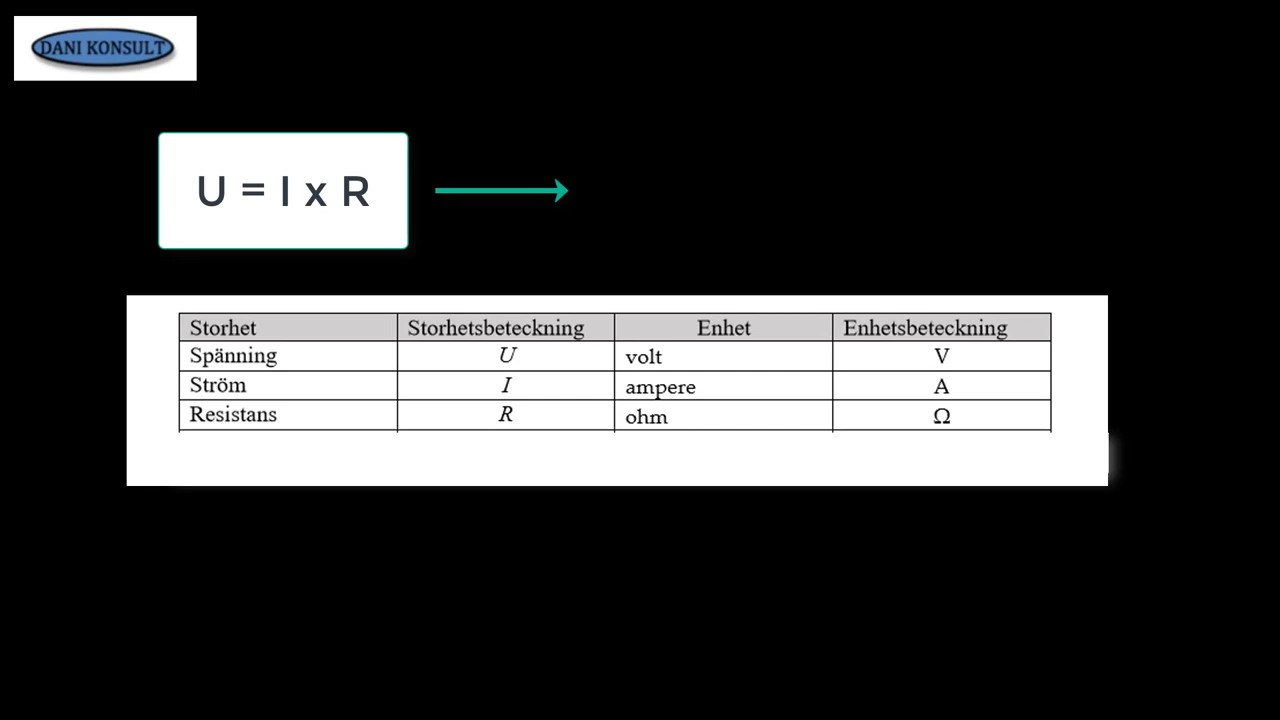 DANI KONSULT
U = I x R
Storhet Storhetsbeteckning Enhet Enhetsbeteckning
Spänning U volt V
Ström I ampere A
Resistans R ohm Ω